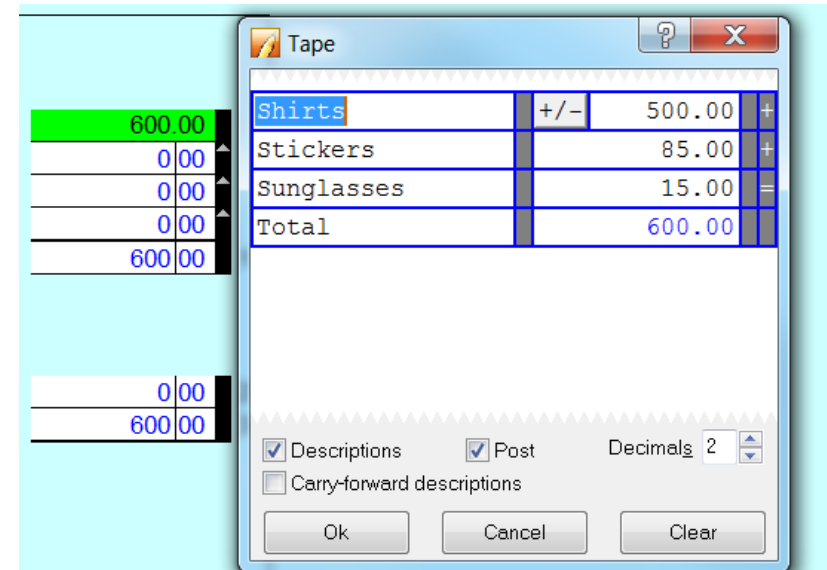 Tape
600.00
0 00
0 00
0 00
600 00
0 00
600 00
Shirts +/- 500.00 +
Stickers 85.00 +
Sunglasses 15.00 =
Total 600.00
Descriptions Post Decimals 2
Carry-forward descriptions
Ok Cancel Clear